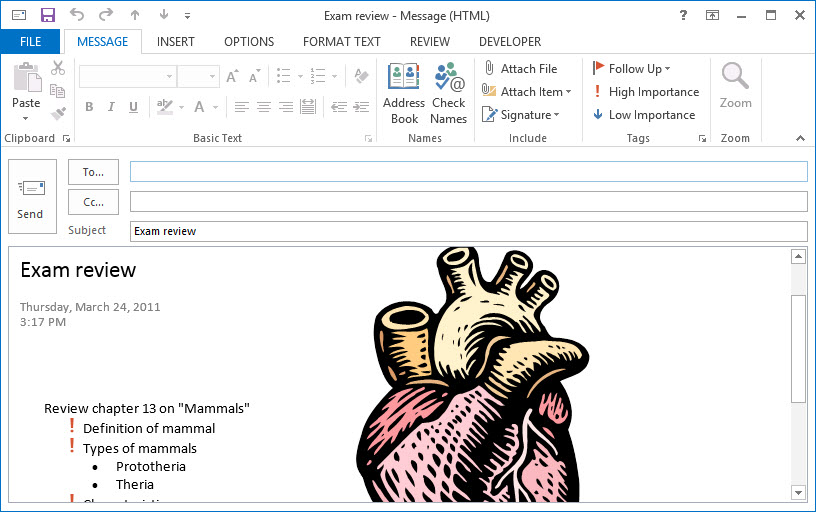 Exam review - Message (HTML)
FILE MESSAGE INSERT OPTIONS FORMAT TEXT REVIEW DEVELOPER
Paste
Clipboard
B I U ab A
Basic Text
Address Book
Check Names
Names
Attach File
Attach Item
Signature
Include
Follow Up
High Importance
Low Importance
Tags
Zoom
Zoom
Send
To...
Cc...
Subject Exam review
Exam review
Thursday, March 24, 2011
3:17 PM
Review chapter 13 on "Mammals"
! Definition of mammal
! Types of mammals
• Prototheria
• Theria